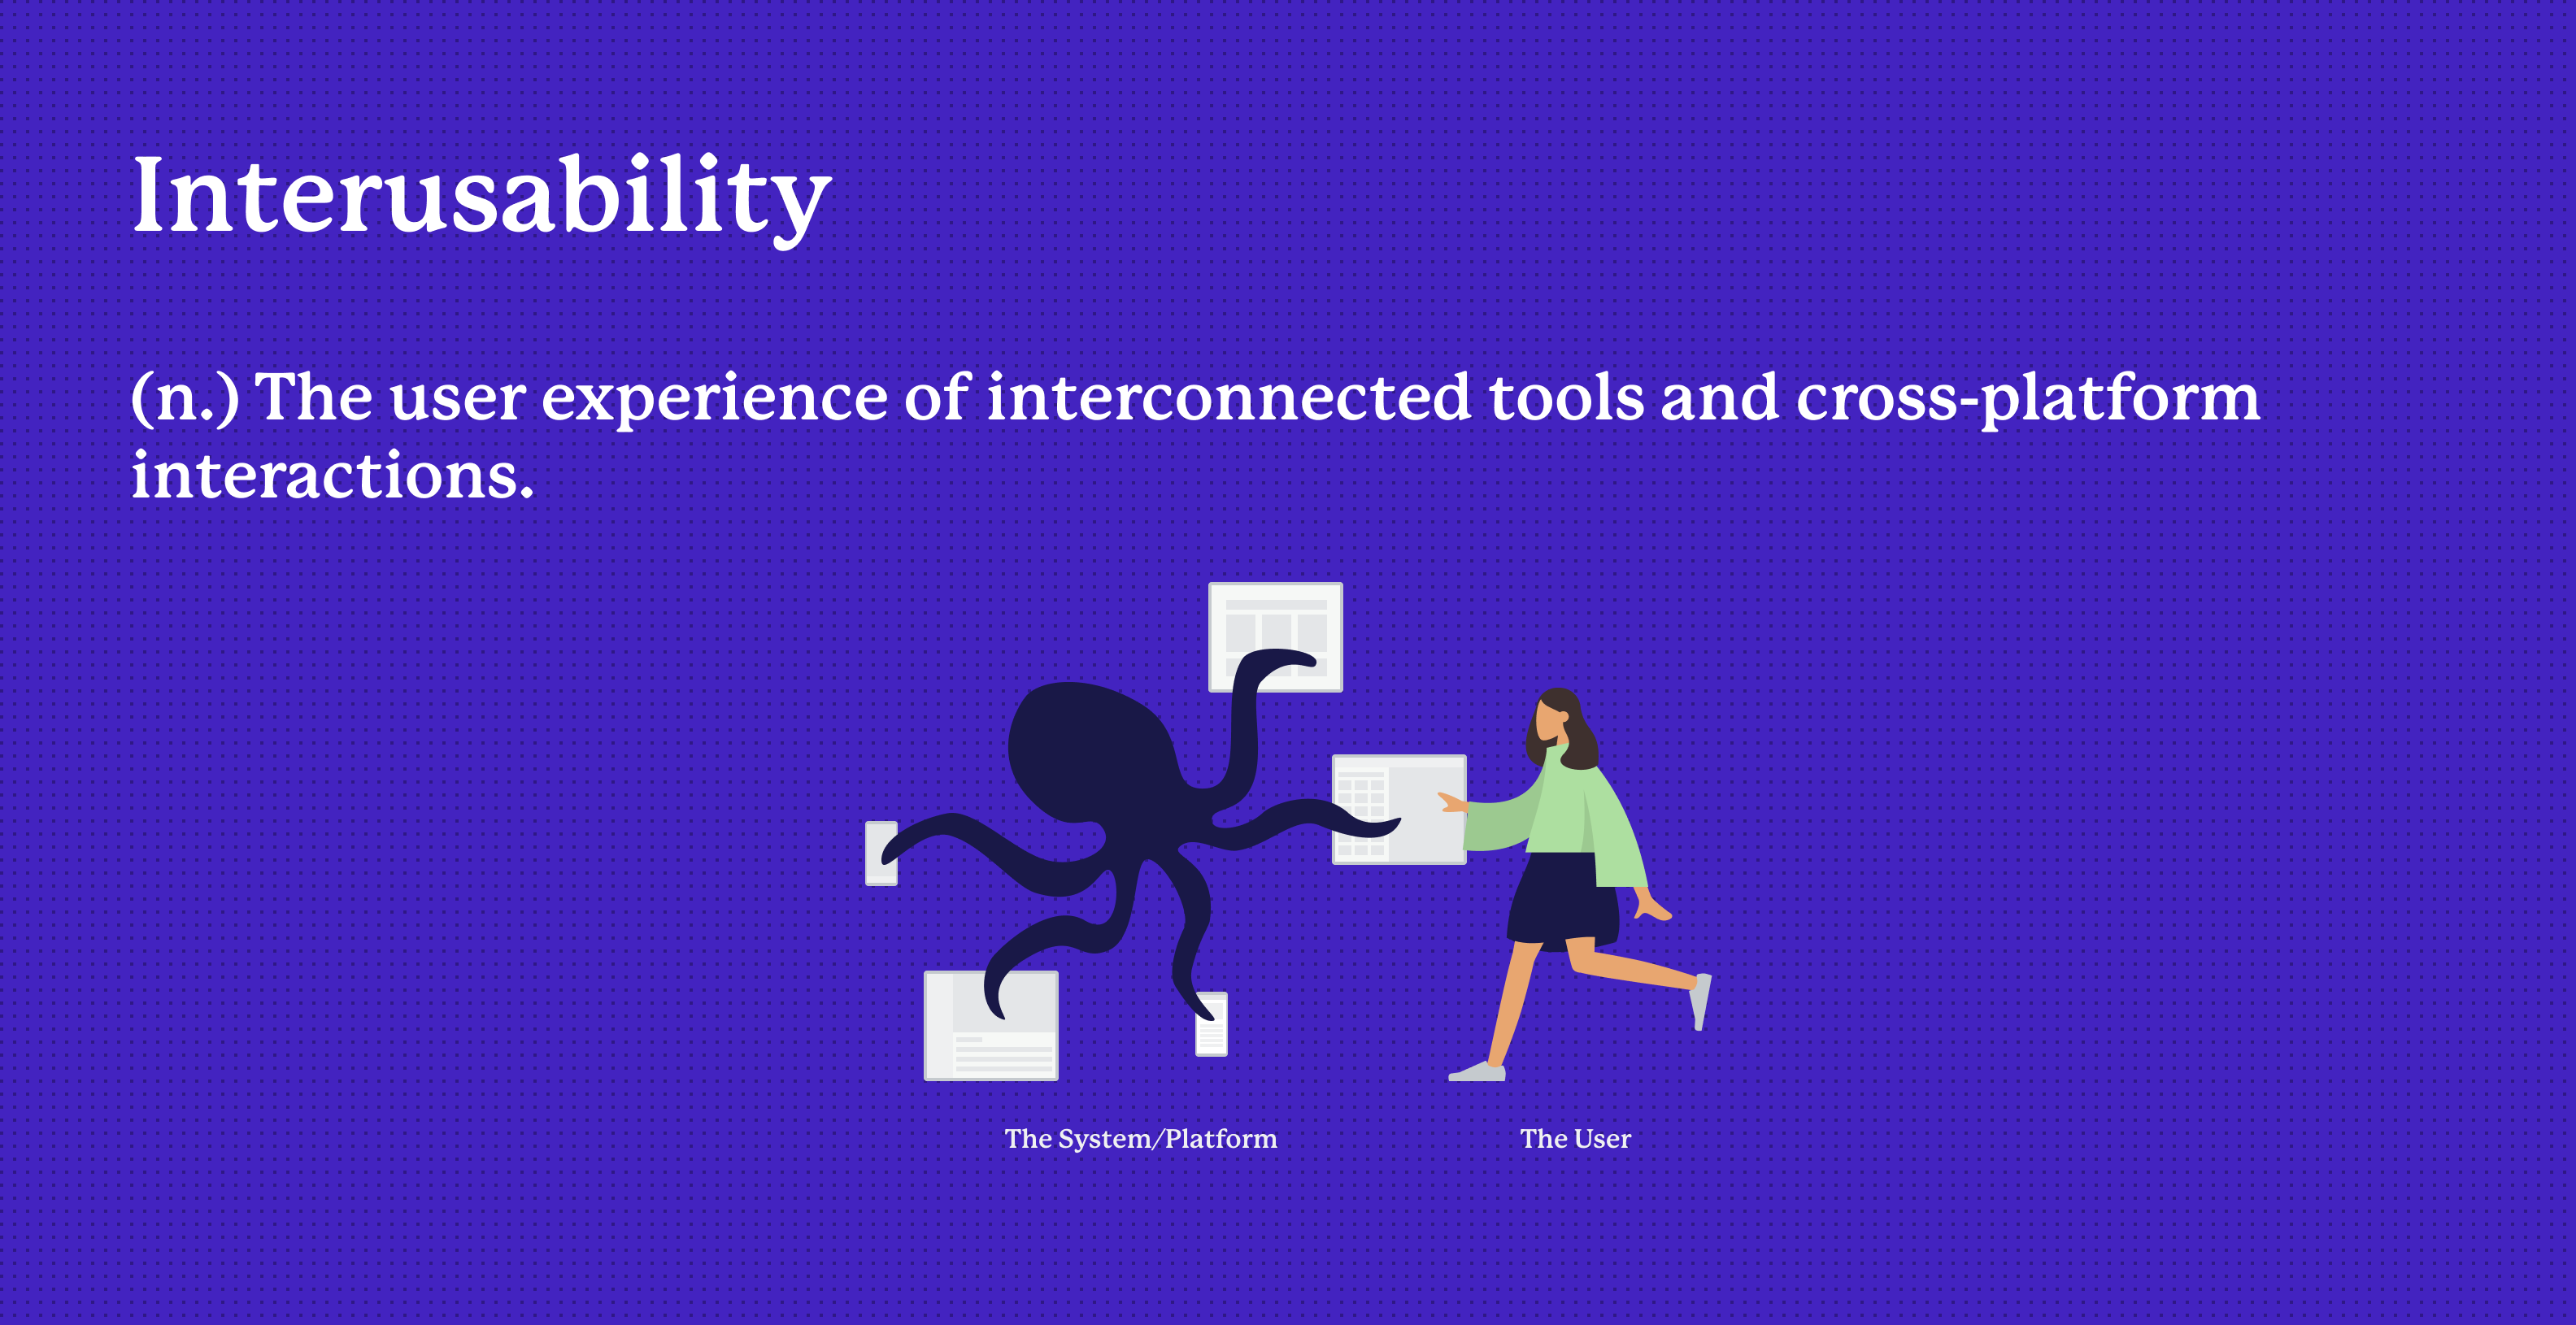 Interusability
(n.) The user experience of interconnected tools and cross-platform
interactions.
The System/Platform
The User